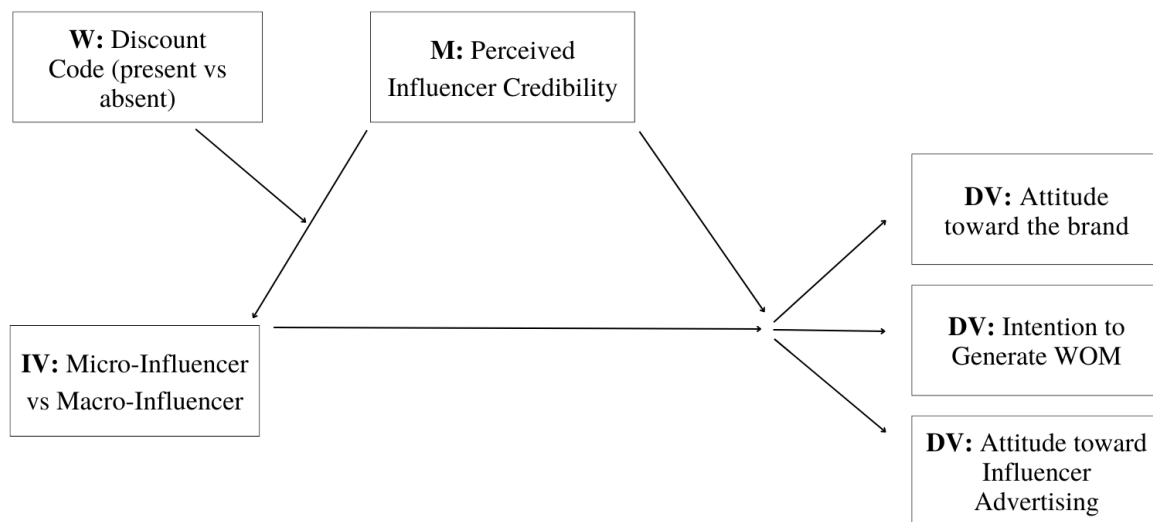 W: Discount
Code (present vs
absent)
M: Perceived
Influencer Credibility
DV: Attitude
toward the brand
DV: Intention to
Generate WOM
IV: Micro-Influencer
vs Macro-Influencer
DV: Attitude toward
Influencer
Advertising